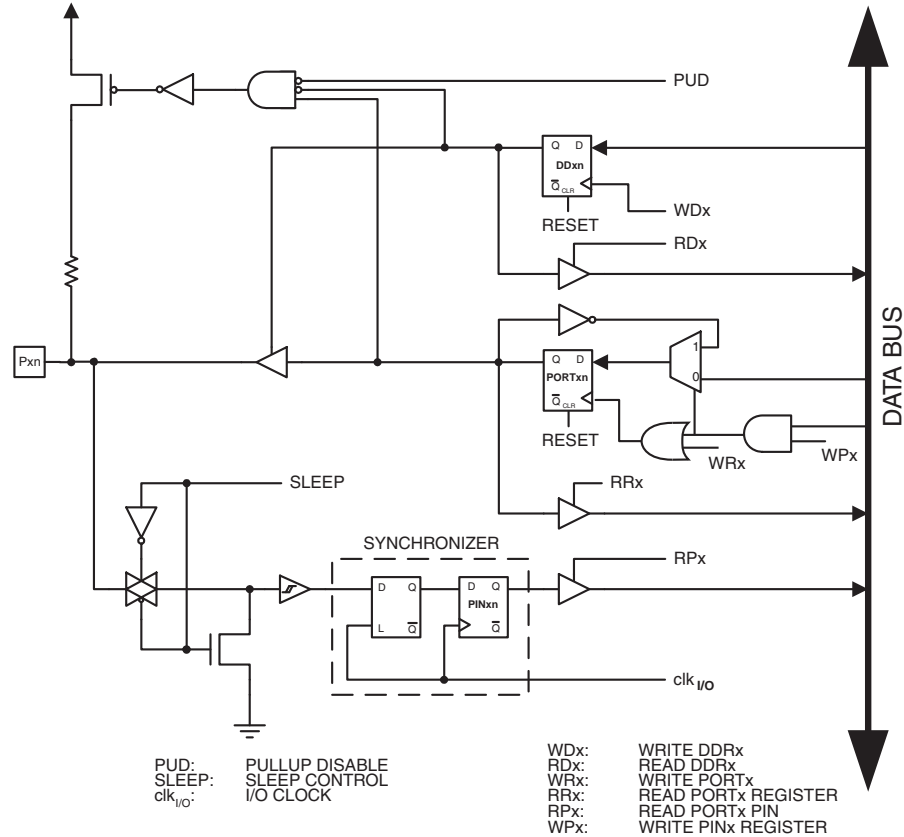 PUD
Q D
DDxn
Q CLR
WDx
RESET
RDx
Pxn
1
Q D
PORTxn
0
Q CLR
DATA BUS
RESET
WRx
WPx
SLEEP
RRx
SYNCHRONIZER
RPx
D Q
D Q
PINxn
L Q
Q
clk I/O
PUD: PULLUP DISABLE
SLEEP: SLEEP CONTROL
clkI/O: I/O CLOCK
WDx: WRITE DDRx
RDx: READ DDRx
WRx: WRITE PORTx
RRx: READ PORTx REGISTER
RPx: READ PORTx PIN
WPx: WRITE PINx REGISTER